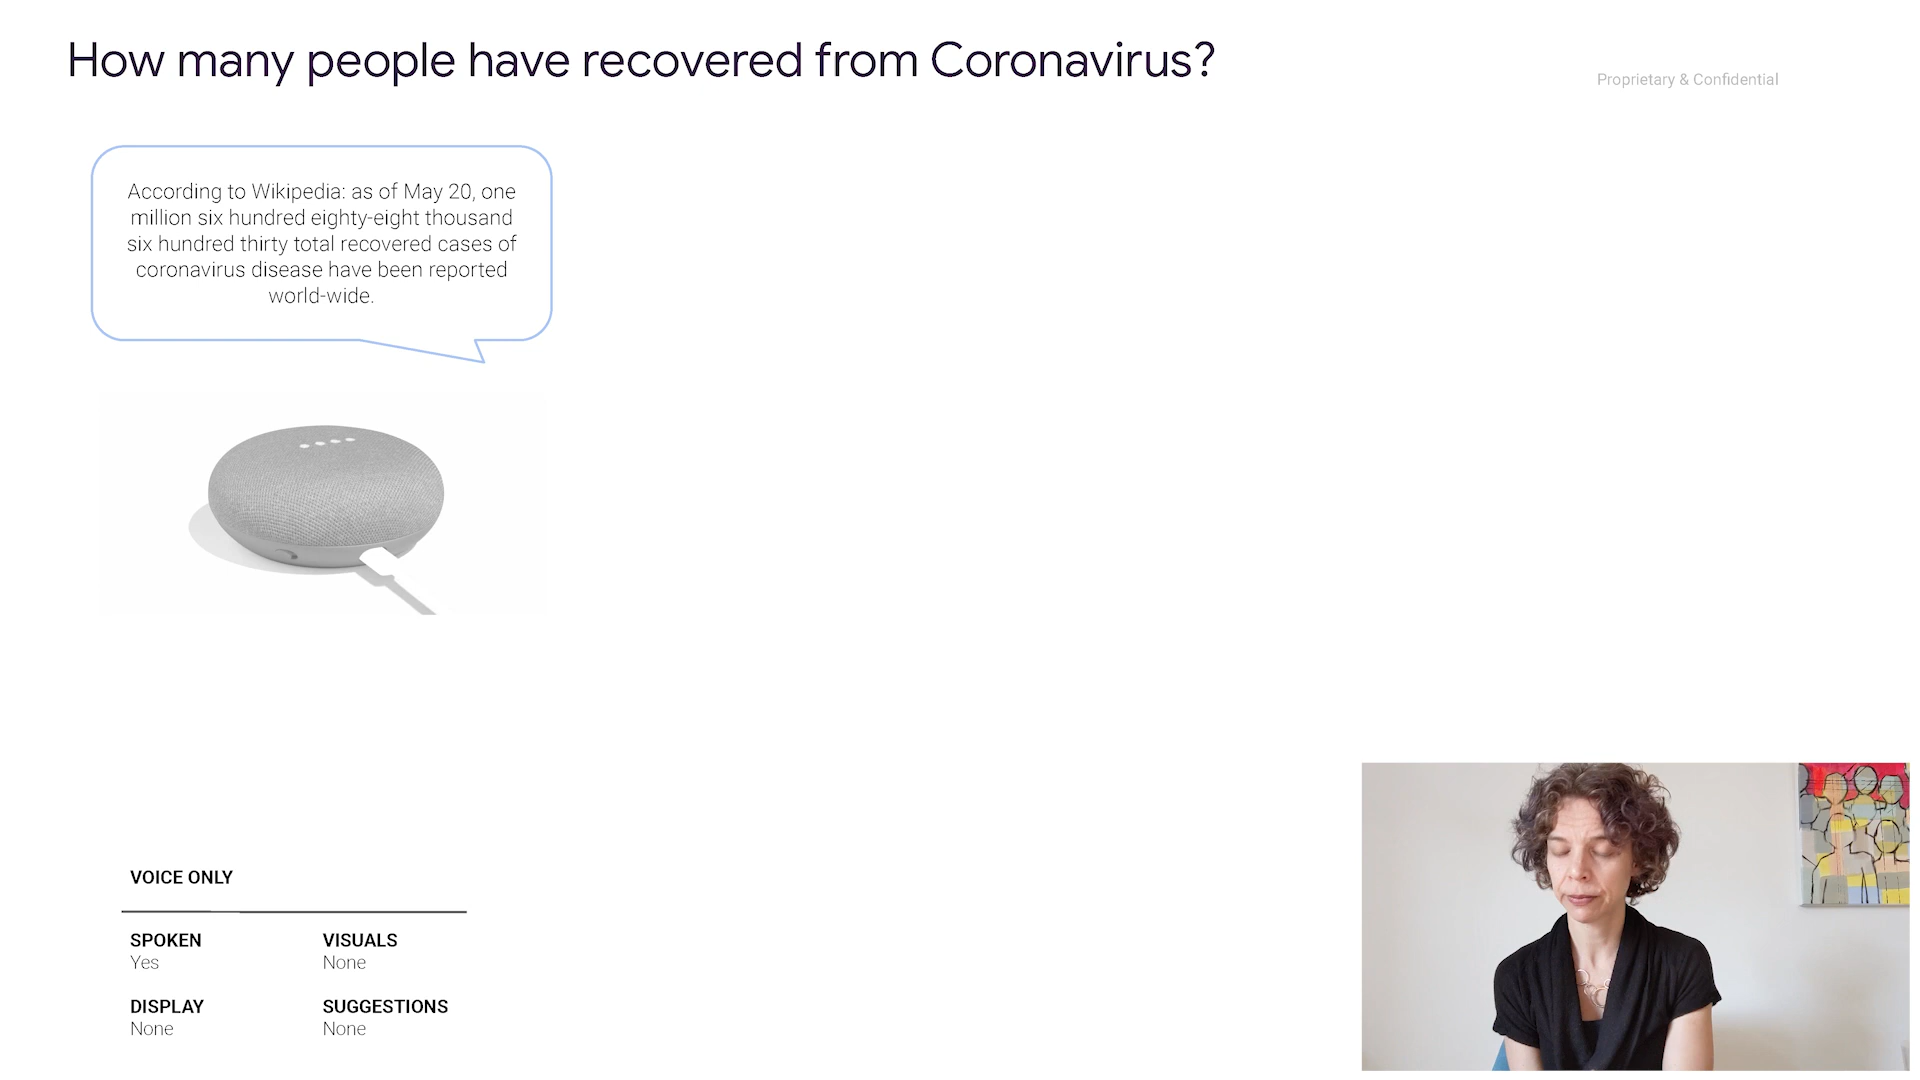 How many people have recovered from Coronavirus?
Proprietary & Confidential
According to Wikipedia: as of May 20, one
million six hundred eighty-eight thousand
six hundred thirty total recovered cases of
coronavirus disease have been reported
world-wide.
VOICE ONLY
SPOKEN
Yes
VISUALS
None
DISPLAY
None
SUGGESTIONS
None